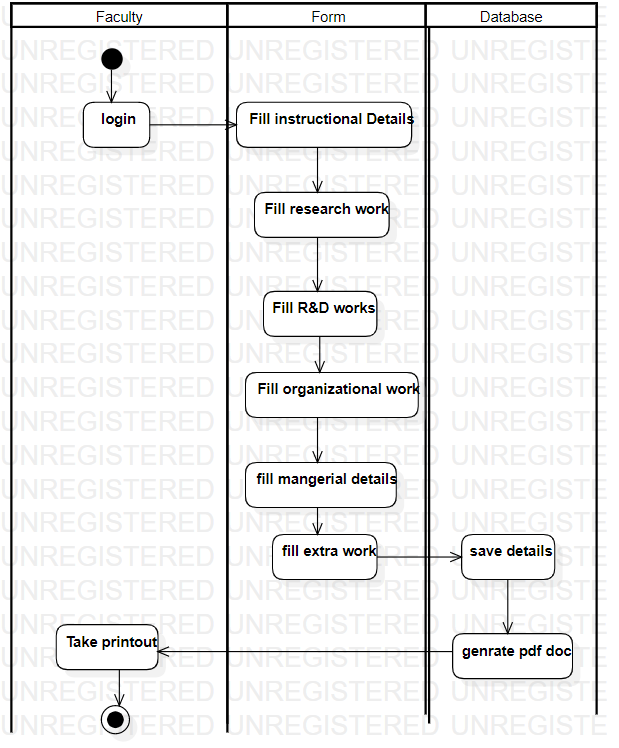 Faculty
Form
Database
login
Fill instructional Details
Fill research work
Fill R&D works
Fill organizational work
fill mangerial details
fill extra work
save details
Take printout
genrate pdf doc
UNREGISTERED